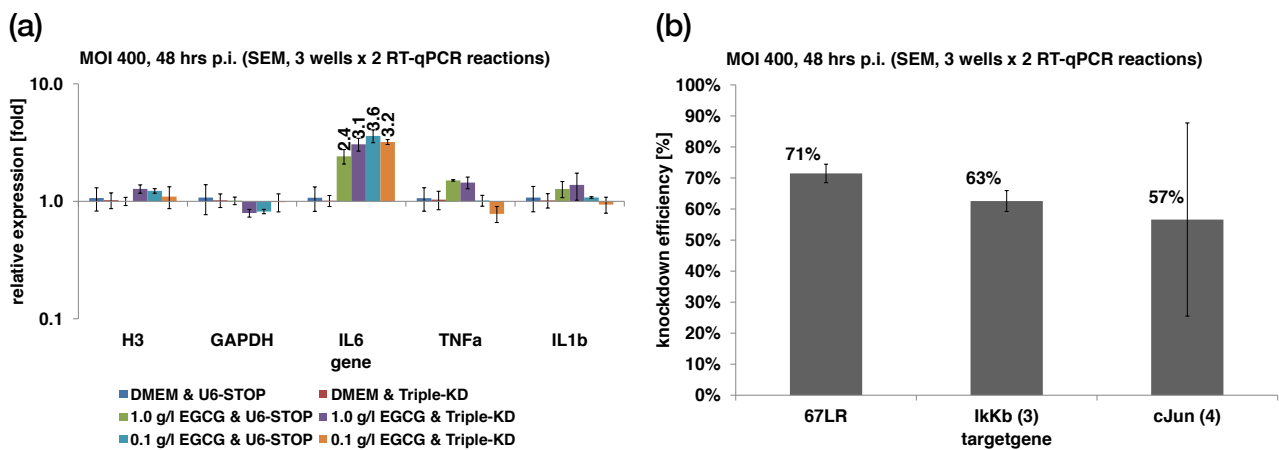 (a)
MOI 400, 48 hrs p.i. (SEM, 3 wells x 2 RT-qPCR reactions)
relative expression [fold]
10.0
1.0
0.1
2.4
3.1
3.6
3.2
H3 GAPDH IL6 TNFa IL1b
gene
DMEM & U6-STOP DMEM & Triple-KD
1.0 g/l EGCG & U6-STOP 1.0 g/l EGCG & Triple-KD
0.1 g/l EGCG & U6-STOP 0.1 g/l EGCG & Triple-KD
(b)
MOI 400, 48 hrs p.i. (SEM, 3 wells x 2 RT-qPCR reactions)
knockdown efficiency [%]
100%
90%
80%
70%
60%
50%
40%
30%
20%
10%
0%
71%
63%
57%
67LR IkKb (3) cJun (4)
targetgene